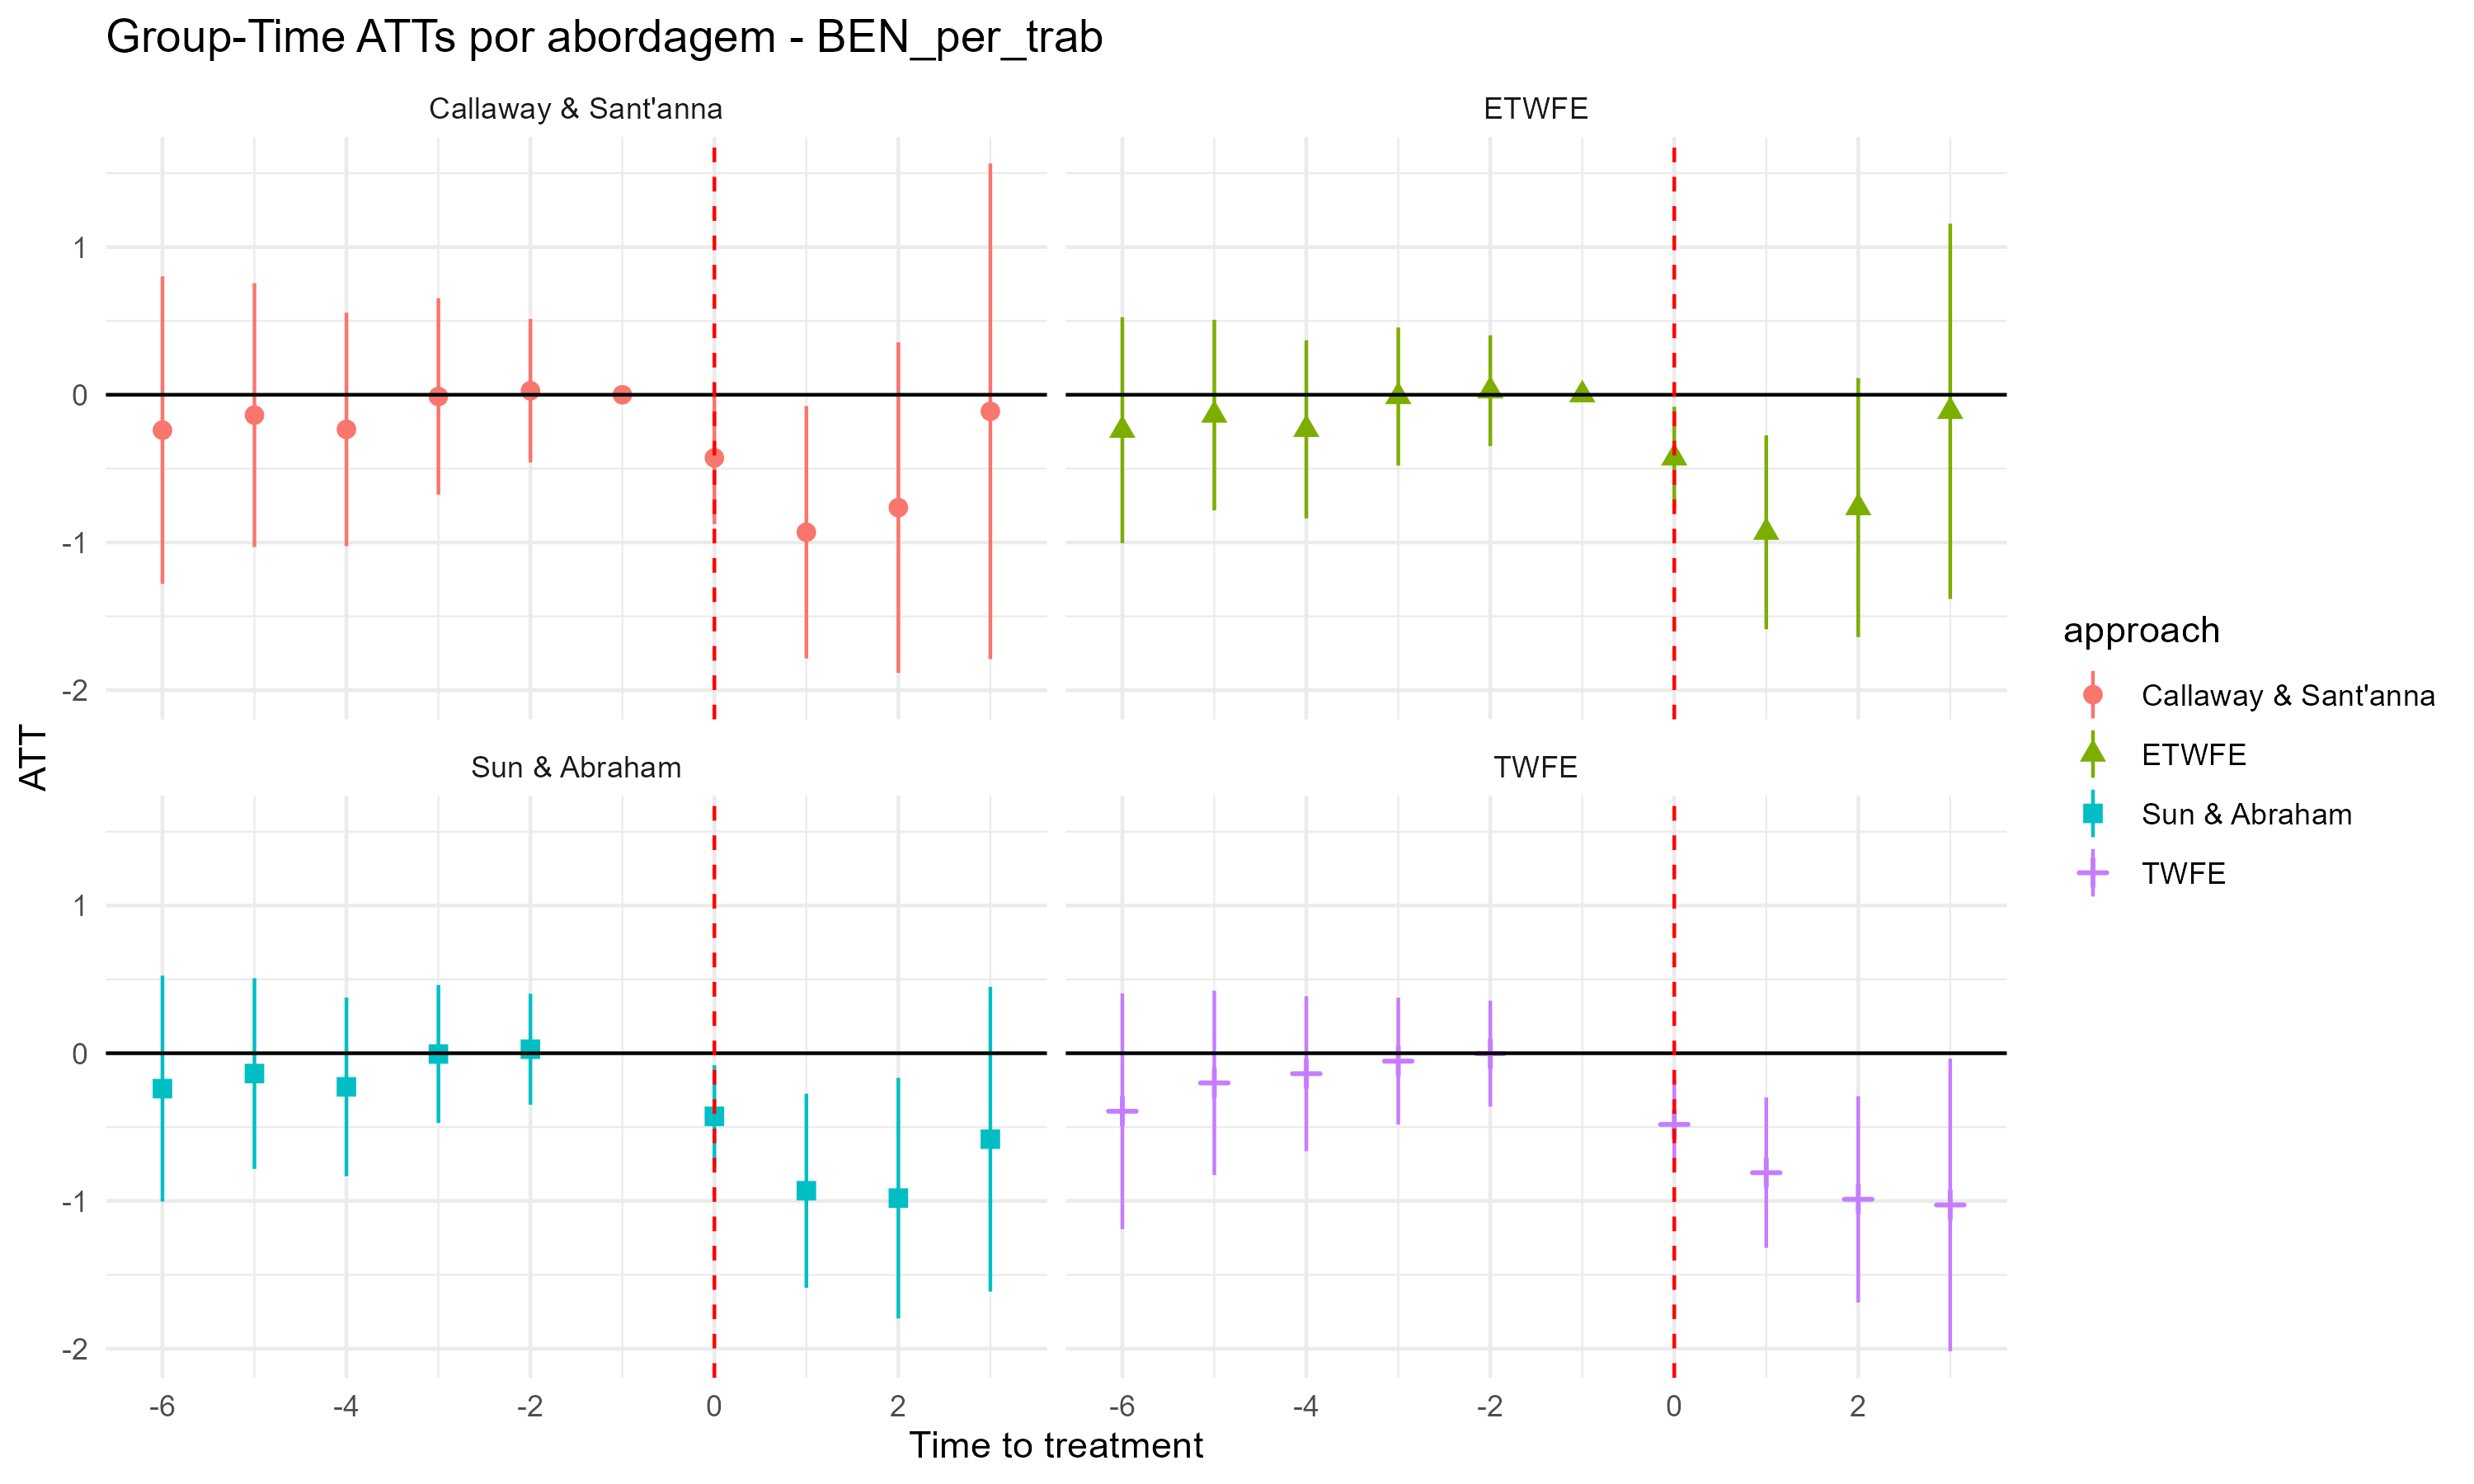 Group-Time ATTs por abordagem - BEN_per_trab
Callaway & Sant'anna
ETWFE
1
0
-1
-2
Sun & Abraham
TWFE
1
0
-1
-2
-6
-4
-2
0
2
-6
-4
-2
0
2
Time to treatment
ATT
approach
Callaway & Sant'anna
ETWFE
Sun & Abraham
TWFE